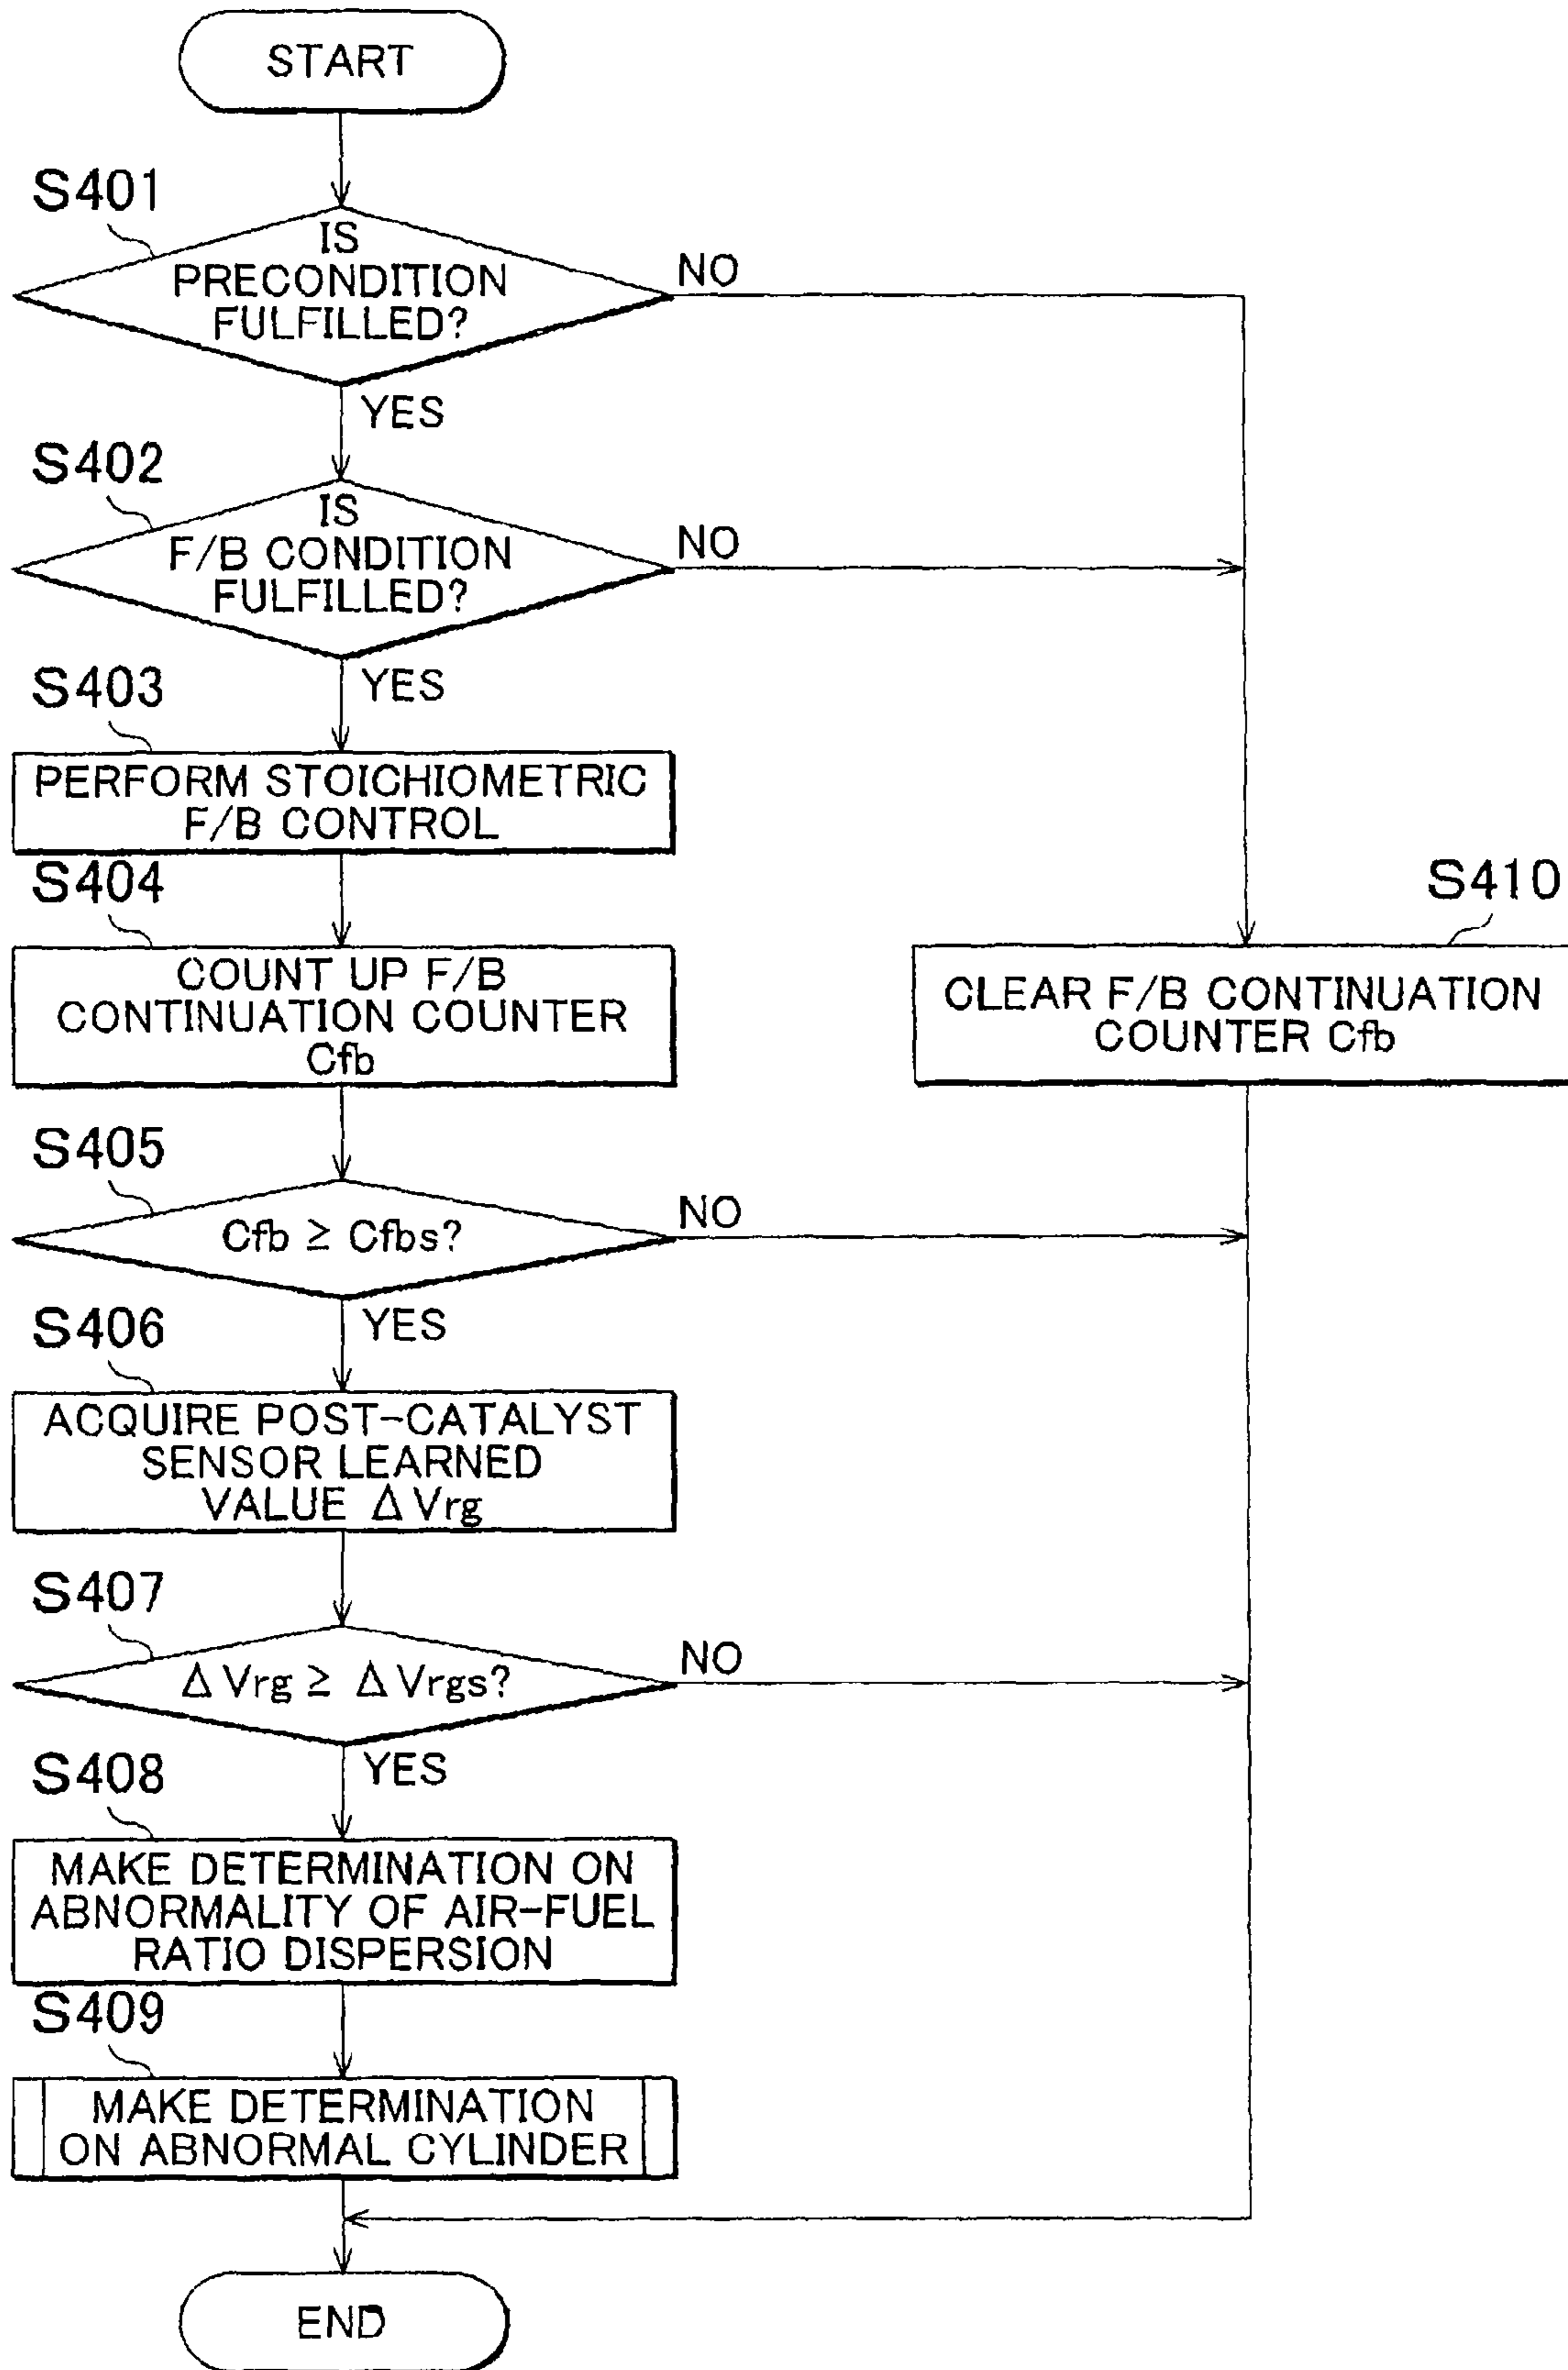 START
S401
IS
PRECONDITION
FULFILLED?
NO
YES
S402
IS
F/B CONDITION
FULFILLED?
NO
YES
S403
PERFORM STOICHIOMETRIC
F/B CONTROL
S404
COUNT UP F/B
CONTINUATION COUNTER
Cfb
S410
CLEAR F/B CONTINUATION
COUNTER Cfb
S405
Cfb ≥ Cfbs?
NO
YES
S406
ACQUIRE POST-CATALYST
SENSOR LEARNED
VALUE Δ Vrg
S407
Δ Vrg ≥ Δ Vrgs?
NO
YES
S408
MAKE DETERMINATION ON
ABNORMALITY OF AIR-FUEL
RATIO DISPERSION
S409
MAKE DETERMINATION
ON ABNORMAL CYLINDER
END